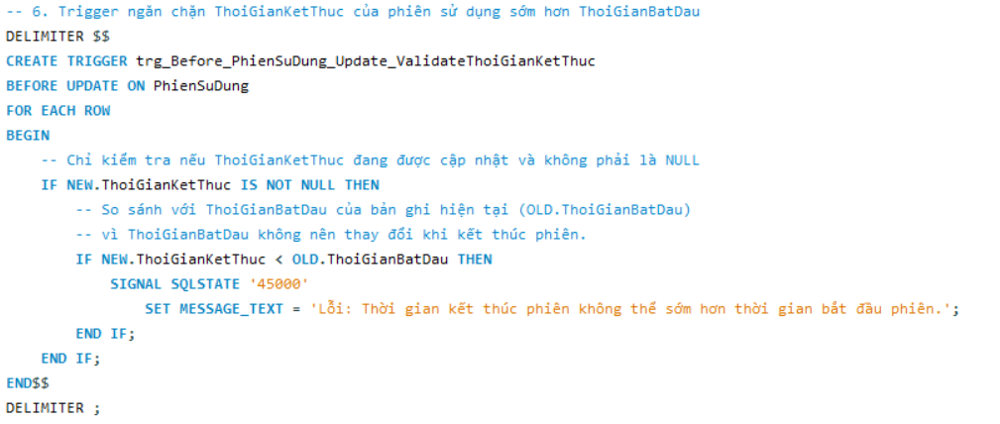 -- 6. Trigger ngăn chặn ThoiGianKetThuc của phiên sử dụng sớm hơn ThoiGianBatDau
DELIMITER $$
CREATE TRIGGER trg_Before_PhienSuDung_Update_ValidateThoiGianKetThuc
BEFORE UPDATE ON PhienSuDung
FOR EACH ROW
BEGIN
    -- Chỉ kiểm tra nếu ThoiGianKetThuc đang được cập nhật và không phải là NULL
    IF NEW.ThoiGianKetThuc IS NOT NULL THEN
        -- So sánh với ThoiGianBatDau của bản ghi hiện tại (OLD.ThoiGianBatDau)
        -- vì ThoiGianBatDau không nên thay đổi khi kết thúc phiên.
        IF NEW.ThoiGianKetThuc < OLD.ThoiGianBatDau THEN
            SIGNAL SQLSTATE '45000'
                SET MESSAGE_TEXT = 'Lỗi: Thời gian kết thúc phiên không thể sớm hơn thời gian bắt đầu phiên.';
        END IF;
    END IF;
END$$
DELIMITER ;